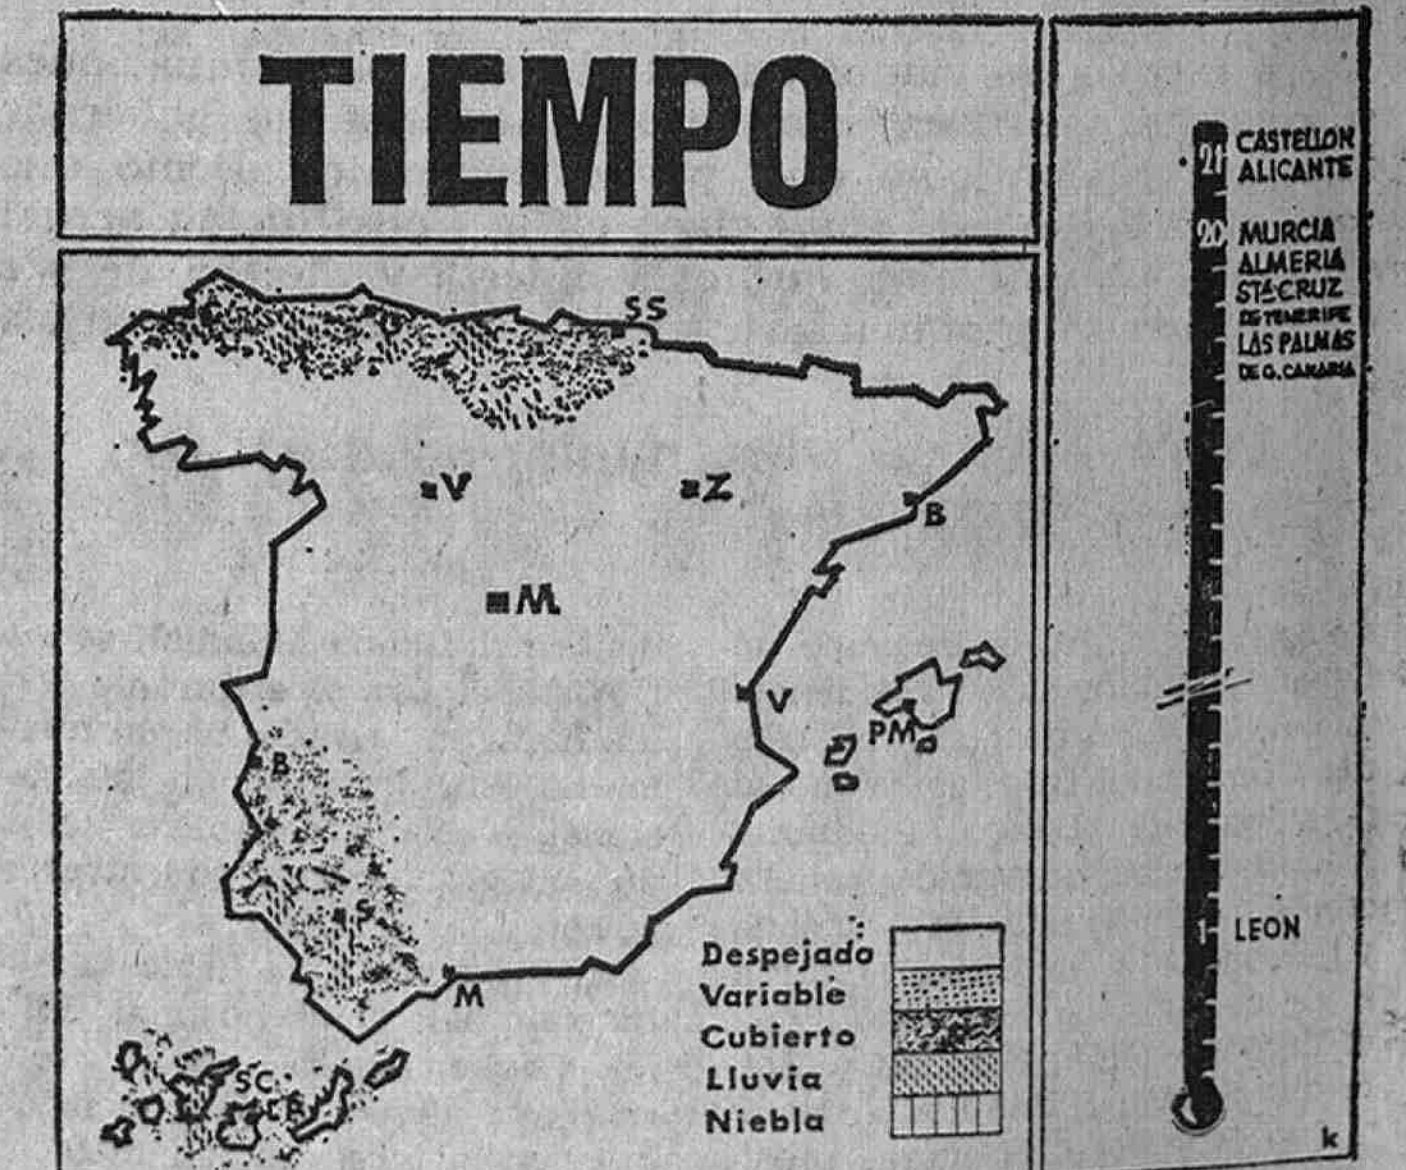 TIEMPO
SS
V
Z
B
M
V
PM
B
S
M
SC
Despejado
Variable
Cubierto
Lluvia
Niebla
21 CASTELLON
ALICANTE
20 MURCIA
ALMERIA
STA CRUZ
DE TENERIFE
LAS PALMAS
DE G. CANARIA
1 LEON
k